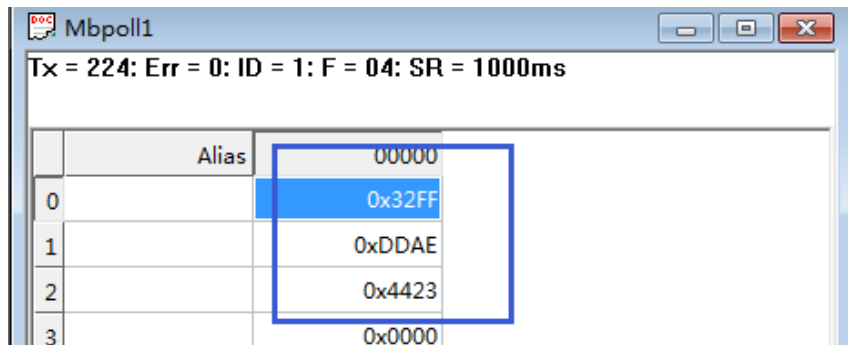 DOC
Mbpoll1
Tx = 224: Err = 0: ID = 1: F = 04: SR = 1000ms
Alias 00000
0 0x32FF
1 0xDDAE
2 0x4423
3 0x0000